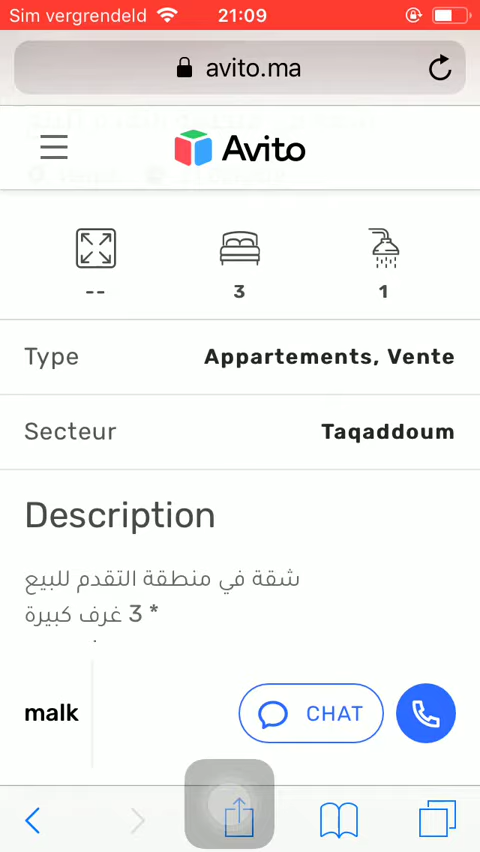 Sim vergrendeld 21:09
avito.ma
Avito
-- 3 1
Type Appartements, Vente
Secteur Taqaddoum
Description
شقة في منطقة التقدم للبيع
* 3 غرف كبيرة
malk CHAT